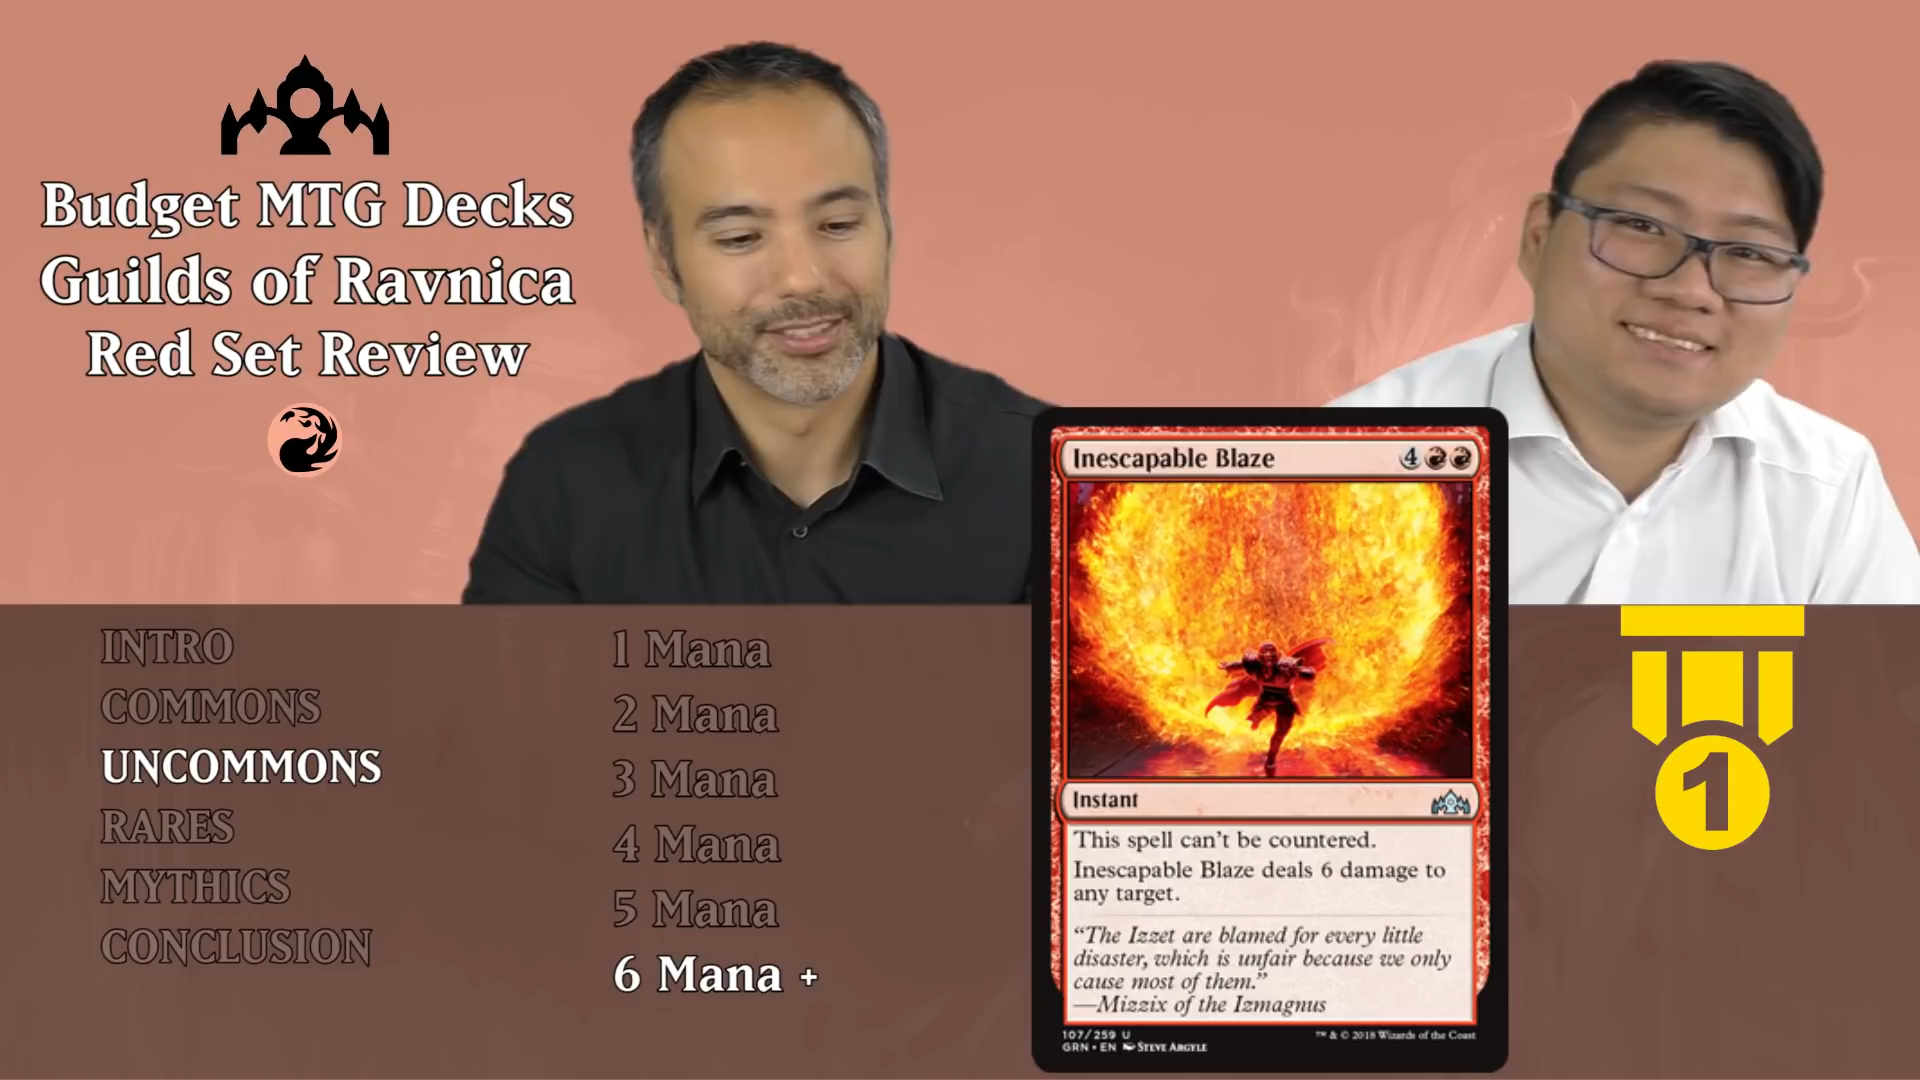 Budget MTG Decks
Guilds of Ravnica
Red Set Review
INTRO
COMMONS
UNCOMMONS
RARES
MYTHICS
CONCLUSION
1 Mana
2 Mana
3 Mana
4 Mana
5 Mana
6 Mana +
Inescapable Blaze 4
Instant
This spell can't be countered.
Inescapable Blaze deals 6 damage to
any target.
"The Izzet are blamed for every little
disaster, which is unfair because we only
cause most of them."
—Mizzix of the Izmagnus
107/259 U
GRN • EN STEVE ARGYLE
™ & © 2018 Wizards of the Coast
1